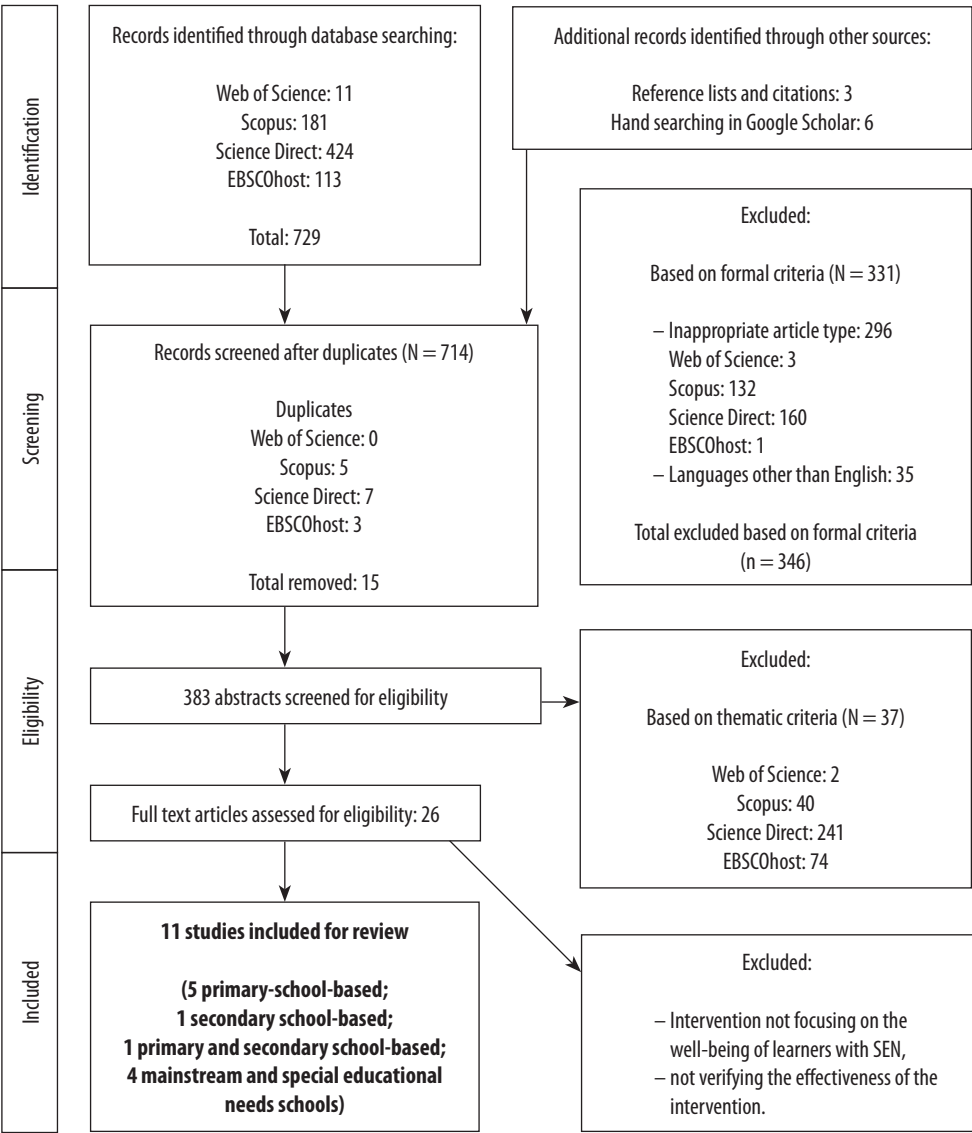 Identification
Records identified through database searching:
Web of Science: 11
Scopus: 181
Science Direct: 424
EBSCOhost: 113
Total: 729
Additional records identified through other sources:
Reference lists and citations: 3
Hand searching in Google Scholar: 6
Excluded:
Based on formal criteria (N = 331)
– Inappropriate article type: 296
Web of Science: 3
Scopus: 132
Science Direct: 160
EBSCOhost: 1
– Languages other than English: 35
Total excluded based on formal criteria
(n = 346)
Screening
Records screened after duplicates (N = 714)
Duplicates
Web of Science: 0
Scopus: 5
Science Direct: 7
EBSCOhost: 3
Total removed: 15
Eligibility
383 abstracts screened for eligibility
Excluded:
Based on thematic criteria (N = 37)
Web of Science: 2
Scopus: 40
Science Direct: 241
EBSCOhost: 74
Full text articles assessed for eligibility: 26
Included
11 studies included for review
(5 primary-school-based;
1 secondary school-based;
1 primary and secondary school-based;
4 mainstream and special educational
needs schools)
Excluded:
– Intervention not focusing on the
well-being of learners with SEN,
– not verifying the effectiveness of the
intervention.